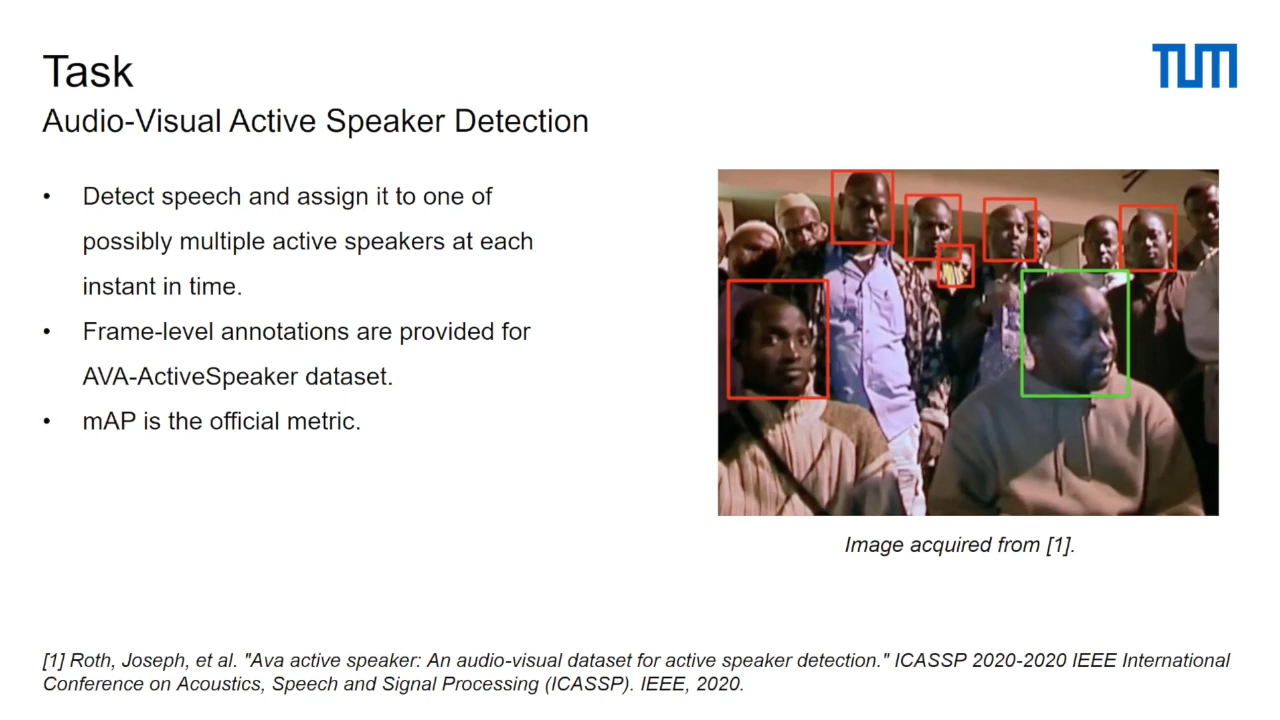 Task
TUM
Audio-Visual Active Speaker Detection
• Detect speech and assign it to one of
possibly multiple active speakers at each
instant in time.
• Frame-level annotations are provided for
AVA-ActiveSpeaker dataset.
• mAP is the official metric.
Image acquired from [1].
[1] Roth, Joseph, et al. "Ava active speaker: An audio-visual dataset for active speaker detection." ICASSP 2020-2020 IEEE International
Conference on Acoustics, Speech and Signal Processing (ICASSP). IEEE, 2020.